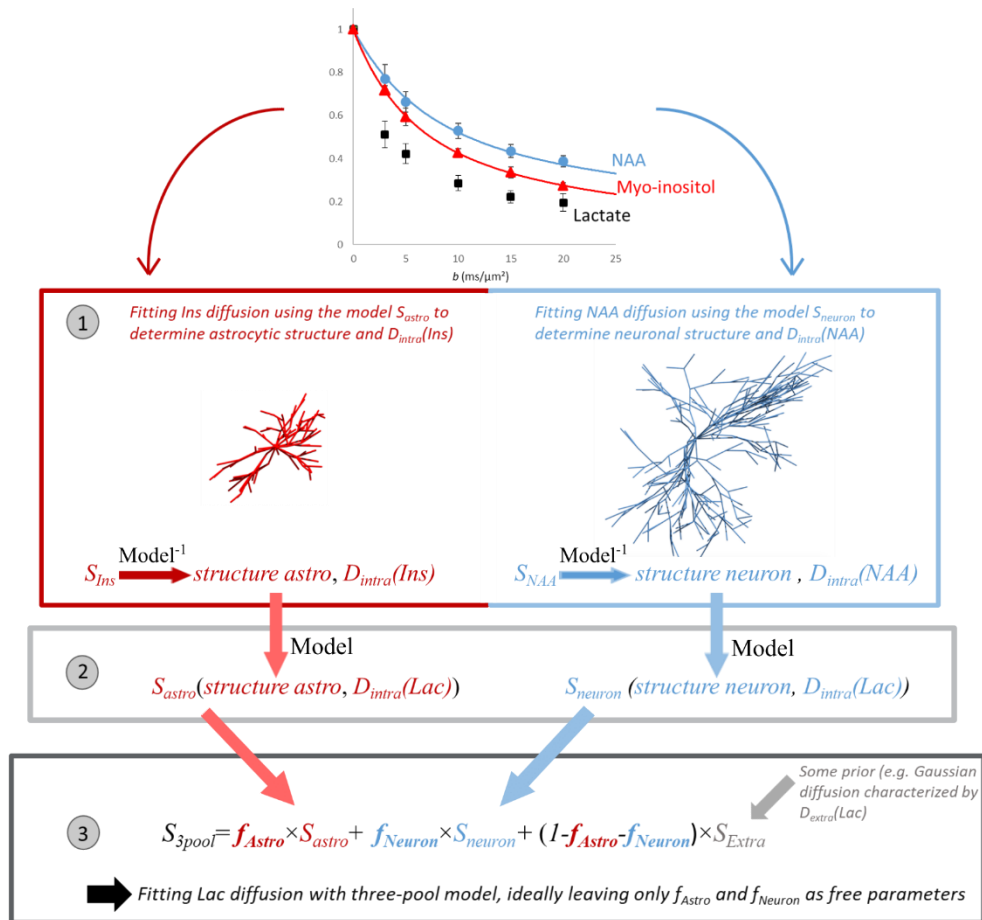 1
0.8
0.6
0.4
0.2
0
0
5
10
15
20
25
b (ms/µm²)
NAA
Myo-inositol
Lactate
1
Fitting Ins diffusion using the model Sastro to
determine astrocytic structure and Dintra(Ins)
Fitting NAA diffusion using the model Sneuron to
determine neuronal structure and Dintra(NAA)
Model-1
SIns structure astro, Dintra(Ins)
Model-1
SNAA structure neuron , Dintra(NAA)
Model
Model
2
Sastro(structure astro, Dintra(Lac))
Sneuron (structure neuron, Dintra(Lac))
Some prior (e.g. Gaussian
diffusion characterized by
Dextra(Lac)
3
S3pool= fAstro×Sastro+ fNeuron×Sneuron + (1-fAstro-fNeuron)×SExtra
Fitting Lac diffusion with three-pool model, ideally leaving only fAstro and fNeuron as free parameters